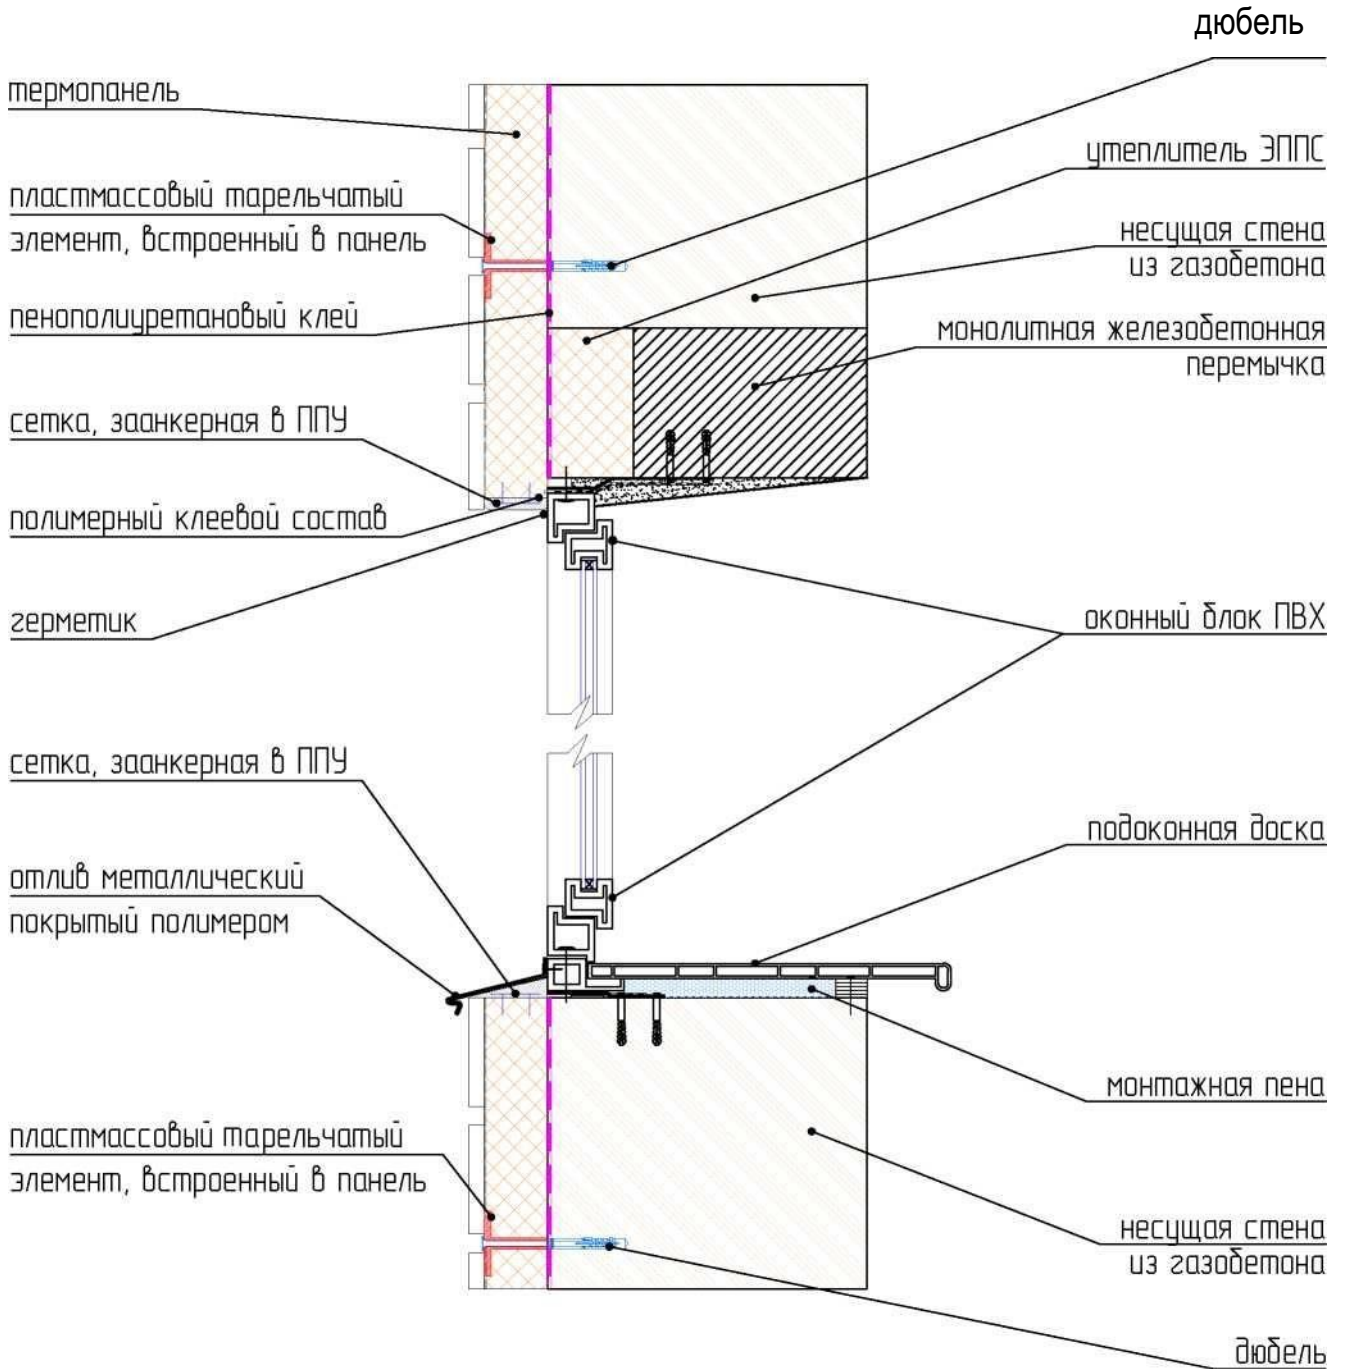 дюбель
термопанель
утеплитель ЭППС
пластмассовый тарельчатый
элемент, встроенный в панель
несущая стена
из газобетона
пенополиуретановый клей
монолитная железобетонная
перемычка
сетка, заанкерная в ППУ
полимерный клеевой состав
герметик
оконный блок ПВХ
сетка, заанкерная в ППУ
подоконная доска
отлив металлический
покрытый полимером
монтажная пена
пластмассовый тарельчатый
элемент, встроенный в панель
несущая стена
из газобетона
дюбель